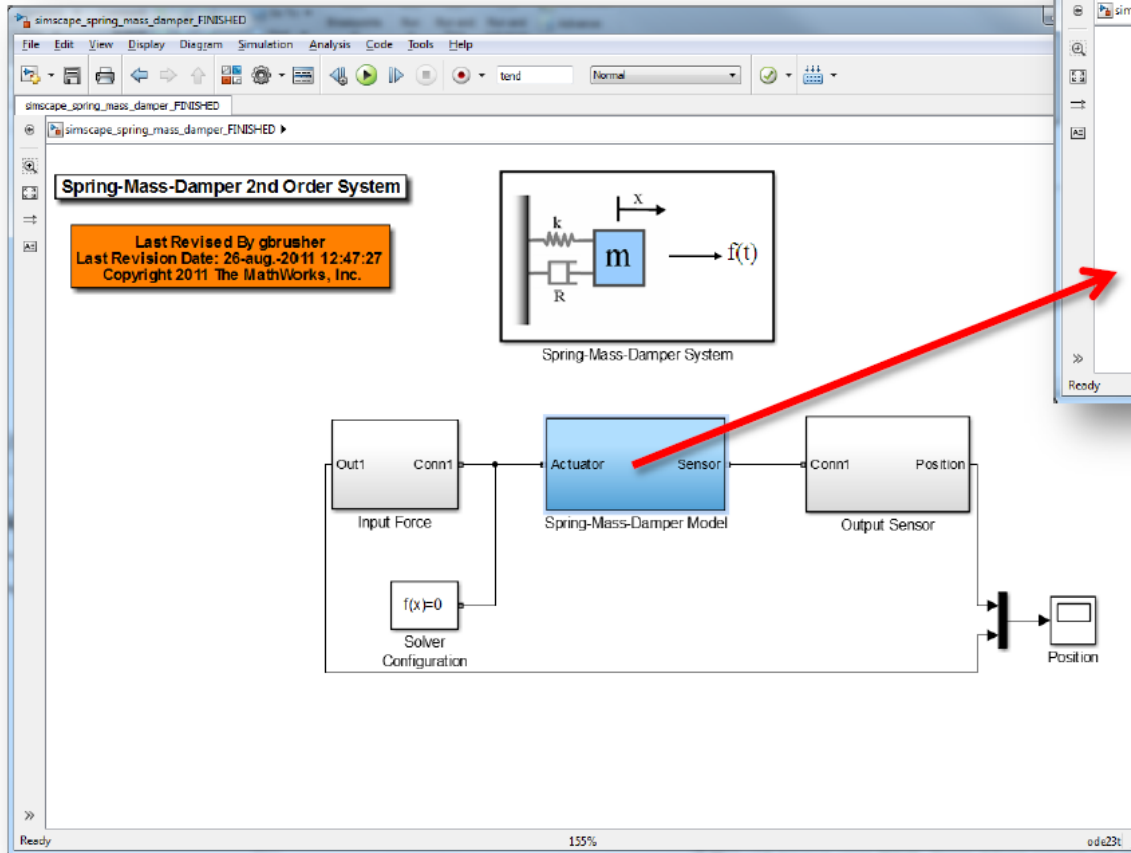 simscape_spring_mass_damper_FINISHED
File Edit View Display Diagram Simulation Analysis Code Tools Help
tend Normal
simscape_spring_mass_damper_FINISHED
simscape_spring_mass_damper_FINISHED
Spring-Mass-Damper 2nd Order System
Last Revised By gbrusher
Last Revision Date: 26-aug.-2011 12:47:27
Copyright 2011 The MathWorks, Inc.
x
k
m
f(t)
R
Spring-Mass-Damper System
Out1 Conn1
Input Force
Actuator Sensor
Spring-Mass-Damper Model
Conn1 Position
Output Sensor
f(x)=0
Solver
Configuration
Position
Ready 155% ode23t
sim
Ready